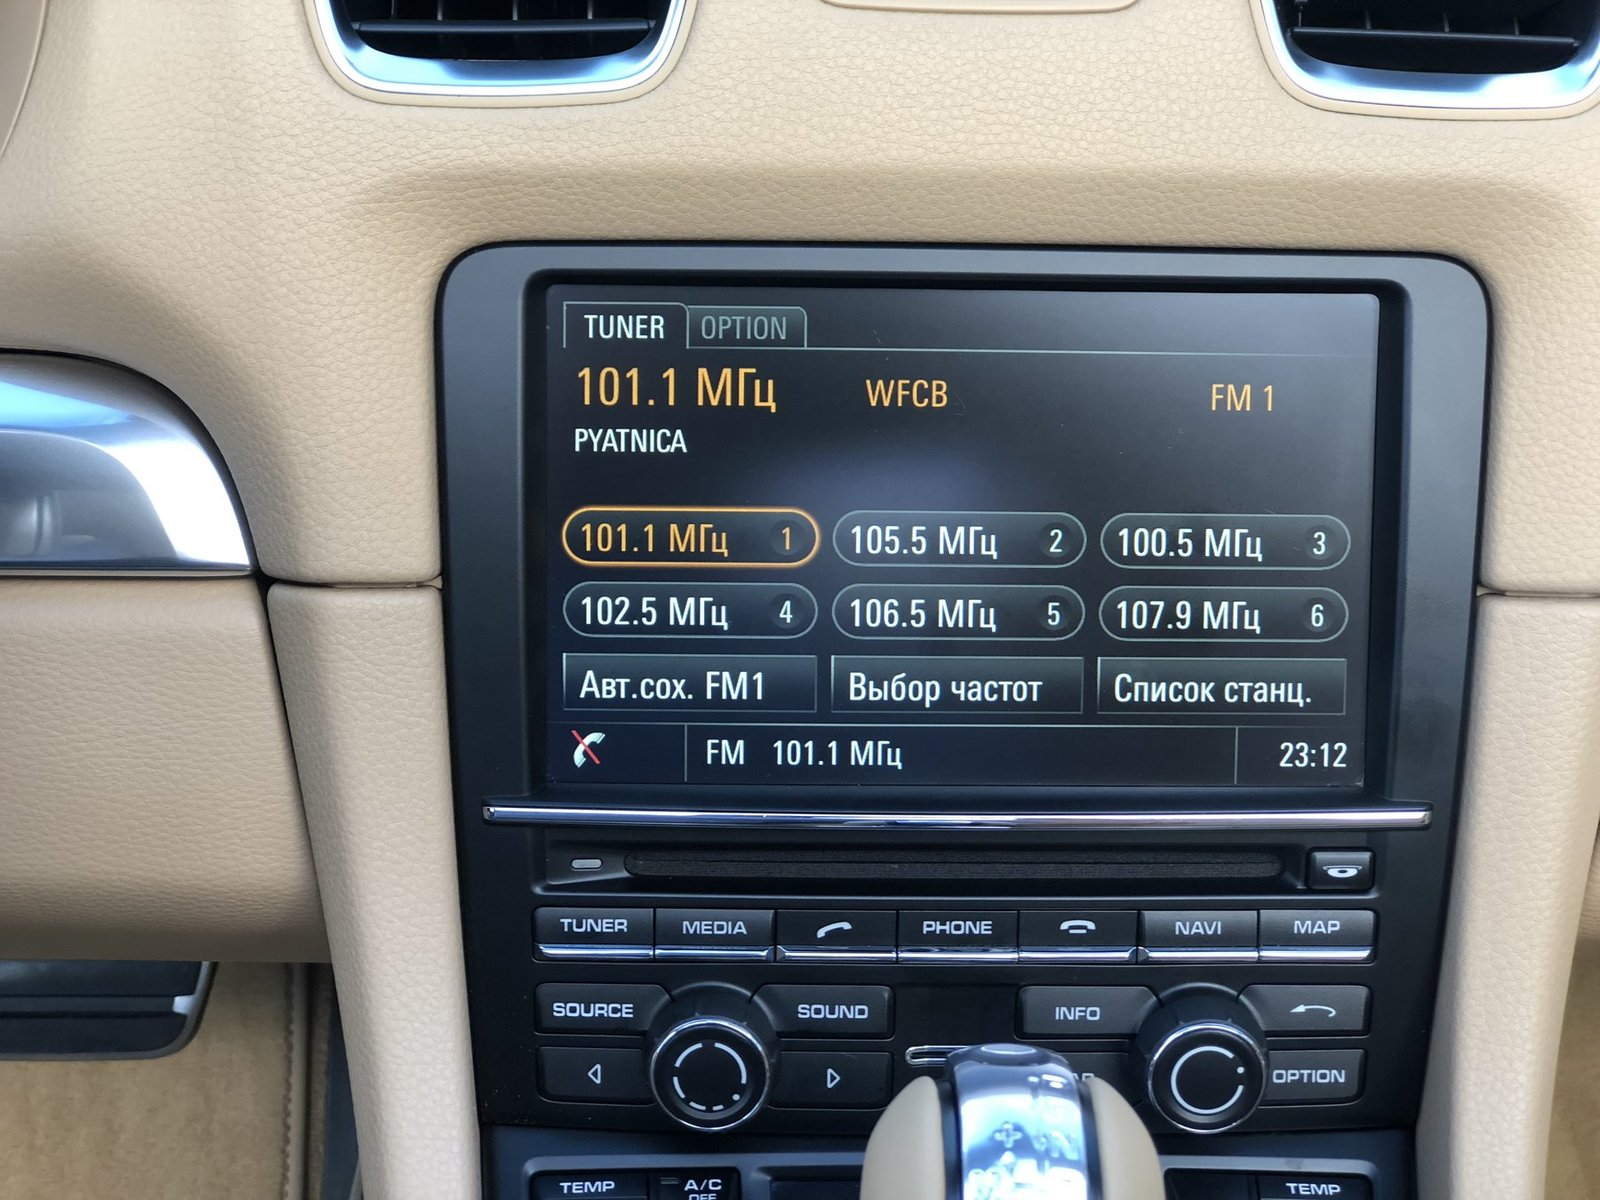 TUNER OPTION
101.1 МГц WFCB FM 1
PYATNICA
101.1 МГц 1 105.5 МГц 2 100.5 МГц 3
102.5 МГц 4 106.5 МГц 5 107.9 МГц 6
Авт.сох. FM1 Выбор частот Список станц.
FM 101.1 МГц 23:12
TUNER MEDIA PHONE NAVI MAP
SOURCE SOUND INFO
OPTION
TEMP A/C TEMP
OFF